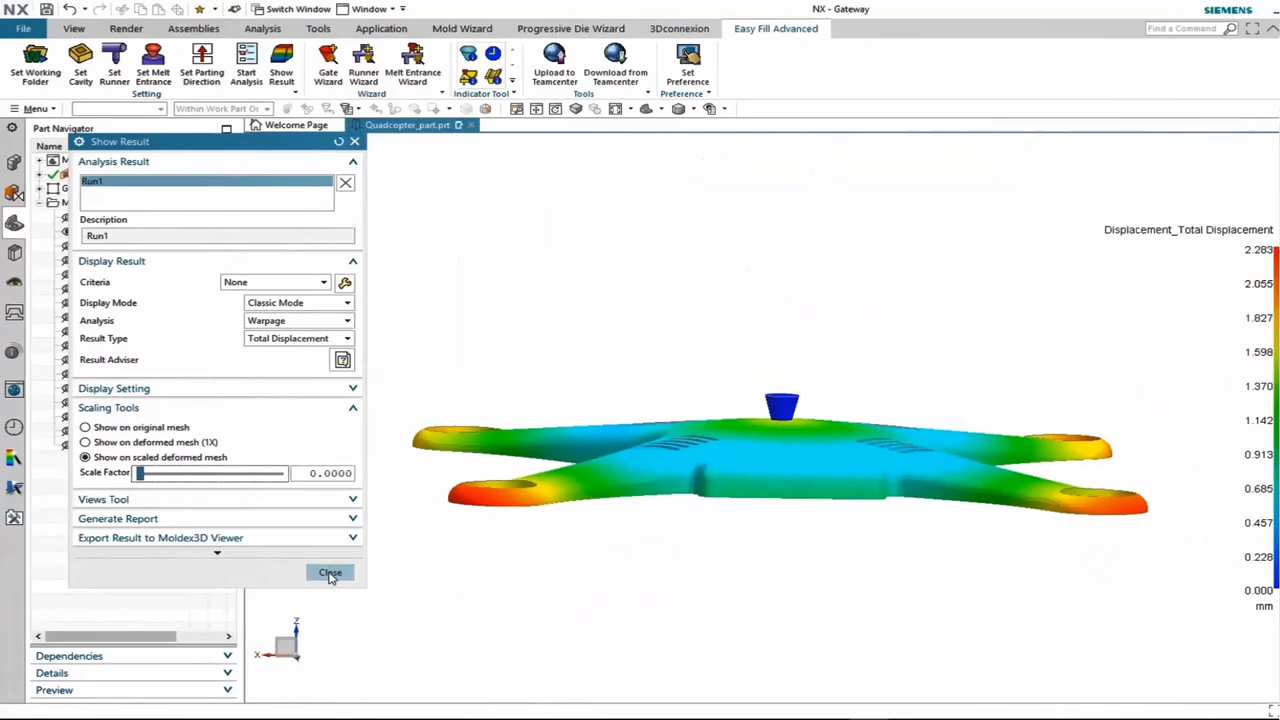 NX Switch Window Window NX - Gateway SIEMENS
File View Render Assemblies Analysis Tools Application Mold Wizard Progressive Die Wizard 3Dconnexion Easy Fill Advanced Find a Command
Set Working Folder
Set Cavity
Set Runner
Set Melt Entrance
Set Parting Direction
Start Analysis
Show Result
Gate Wizard
Runner Wizard
Melt Entrance Wizard
Upload to Teamcenter
Download from Teamcenter
Set Preference
Setting Wizard Indicator Tool Tools Preference
Menu Within Work Part On
Part Navigator Welcome Page Quadcopter_part.prt
Name
Show Result
Analysis Result
Run1
Description
Run1
Display Result
Criteria None
Display Mode Classic Mode
Analysis Warpage
Result Type Total Displacement
Result Adviser
Display Setting
Scaling Tools
Show on original mesh
Show on deformed mesh (1X)
Show on scaled deformed mesh
Scale Factor 0.0000
Views Tool
Generate Report
Export Result to Moldex3D Viewer
Close
Dependencies
Details
Preview
Z
X
Displacement_Total Displacement
2.283
2.055
1.827
1.598
1.370
1.142
0.913
0.685
0.457
0.228
0.000
mm